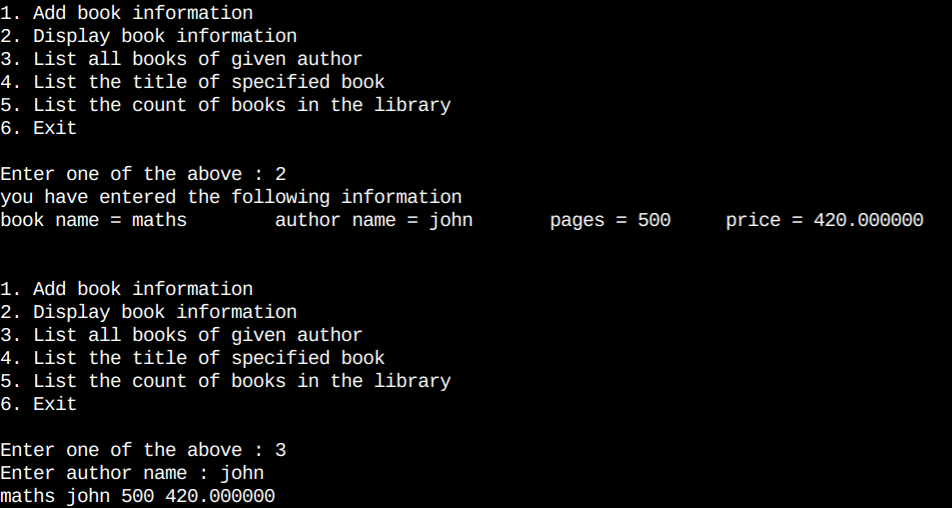 1. Add book information
2. Display book information
3. List all books of given author
4. List the title of specified book
5. List the count of books in the library
6. Exit
Enter one of the above : 2
you have entered the following information
book name = maths author name = john pages = 500 price = 420.000000
1. Add book information
2. Display book information
3. List all books of given author
4. List the title of specified book
5. List the count of books in the library
6. Exit
Enter one of the above : 3
Enter author name : john
maths john 500 420.000000